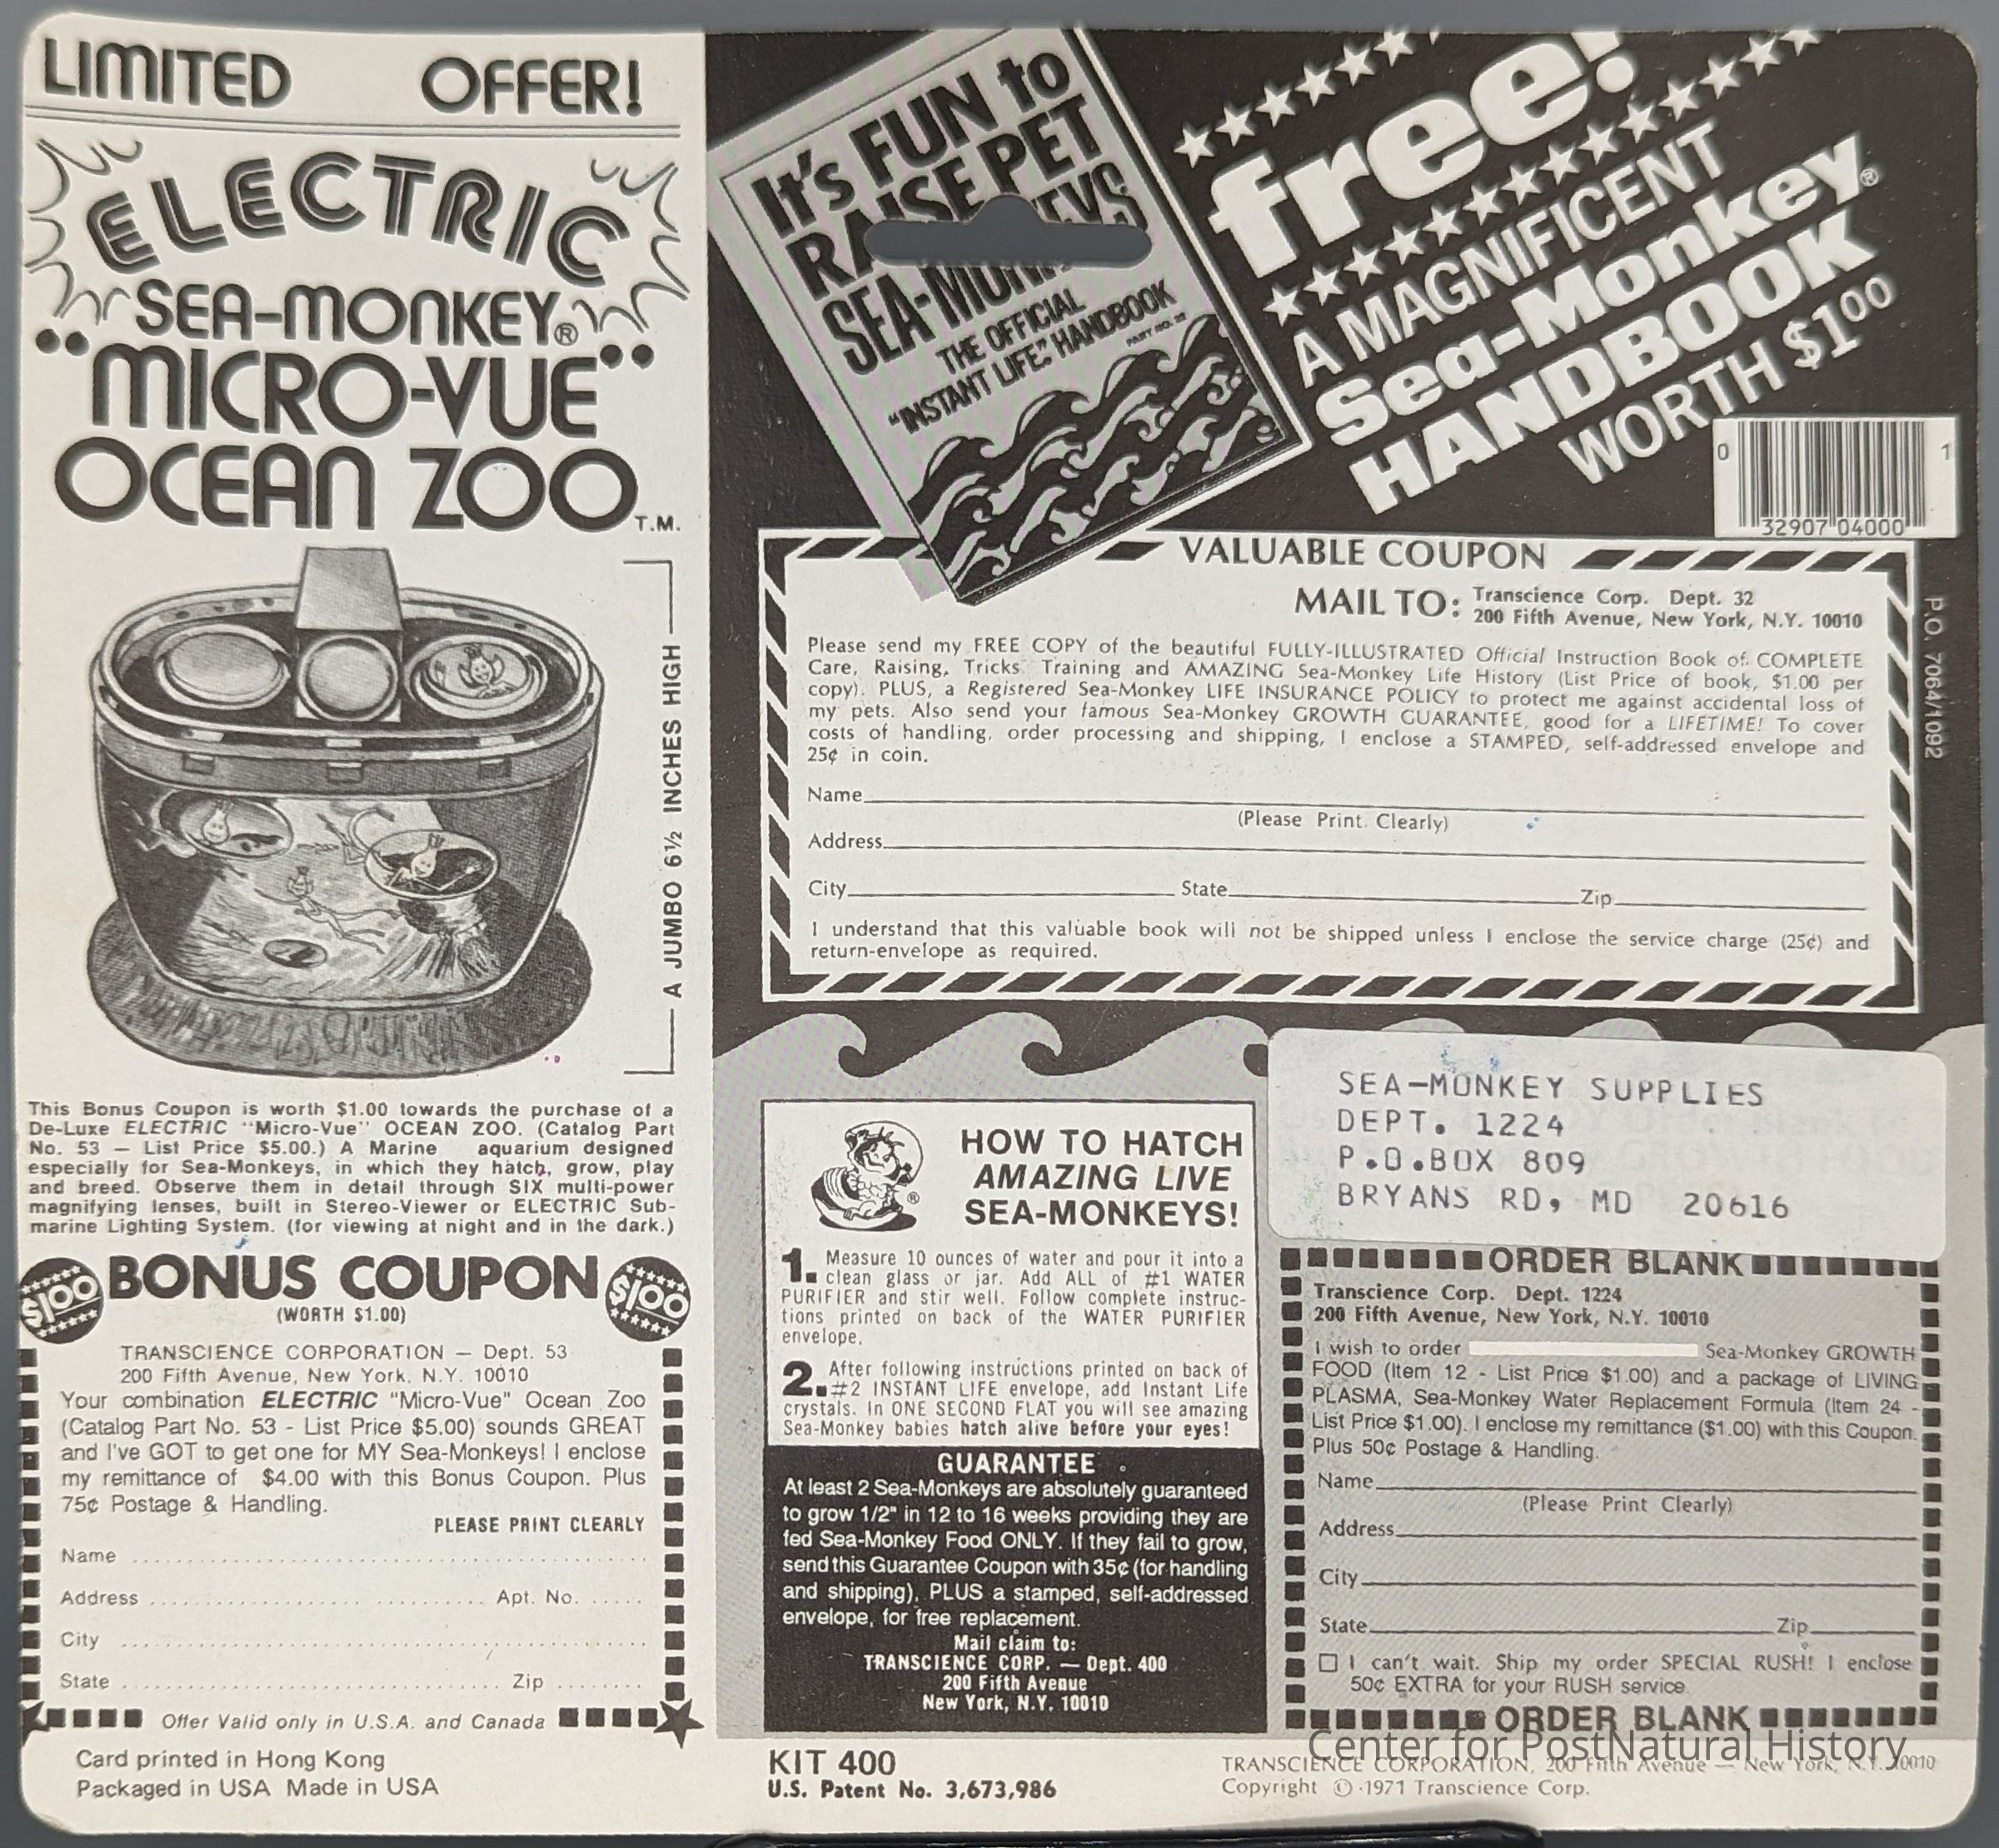 LIMITED OFFER!
ELECTRIC
SEA-MONKEY®
"MICRO-VUE"
OCEAN ZOO T.M.
A JUMBO 6½ INCHES HIGH
This Bonus Coupon is worth $1.00 towards the purchase of a
De-Luxe ELECTRIC "Micro-Vue" OCEAN ZOO. (Catalog Part
No. 53 — List Price $5.00.) A Marine aquarium designed
especially for Sea-Monkeys, in which they hatch, grow, play
and breed. Observe them in detail through SIX multi-power
magnifying lenses, built in Stereo-Viewer or ELECTRIC Sub-
marine Lighting System. (for viewing at night and in the dark.)
$100 BONUS COUPON $100
(WORTH $1.00)
TRANSCIENCE CORPORATION — Dept. 53
200 Fifth Avenue, New York, N.Y. 10010
Your combination ELECTRIC "Micro-Vue" Ocean Zoo
(Catalog Part No. 53 - List Price $5.00) sounds GREAT
and I've GOT to get one for MY Sea-Monkeys! I enclose
my remittance of $4.00 with this Bonus Coupon. Plus
75¢ Postage & Handling.
PLEASE PRINT CLEARLY
Name
Address Apt. No.
City
State Zip
Offer Valid only in U.S.A. and Canada
Card printed in Hong Kong
Packaged in USA Made in USA
It's FUN to
RAISE PET
SEA-MONKEYS
THE OFFICIAL
"INSTANT LIFE" HANDBOOK
PART NO. 32
free!
A MAGNIFICENT
Sea-Monkey®
HANDBOOK
WORTH $1.00
0 32907 04000 1
P.O. 7064/1092
VALUABLE COUPON
MAIL TO: Transcience Corp. Dept. 32
200 Fifth Avenue, New York, N.Y. 10010
Please send my FREE COPY of the beautiful FULLY-ILLUSTRATED Official Instruction Book of COMPLETE
Care, Raising, Tricks. Training and AMAZING Sea-Monkey Life History (List Price of book, $1.00 per
copy). PLUS, a Registered Sea-Monkey LIFE INSURANCE POLICY to protect me against accidental loss of
my pets. Also send your famous Sea-Monkey GROWTH GUARANTEE, good for a LIFETIME! To cover
costs of handling, order processing and shipping, I enclose a STAMPED, self-addressed envelope and
25¢ in coin.
Name
(Please Print Clearly)
Address
City State Zip
I understand that this valuable book will not be shipped unless I enclose the service charge (25¢) and
return-envelope as required.
HOW TO HATCH
AMAZING LIVE
SEA-MONKEYS!
®
1. Measure 10 ounces of water and pour it into a
clean glass or jar. Add ALL of #1 WATER
PURIFIER and stir well. Follow complete instruc-
tions printed on back of the WATER PURIFIER
envelope.
2. After following instructions printed on back of
#2 INSTANT LIFE envelope, add Instant Life
crystals. In ONE SECOND FLAT you will see amazing
Sea-Monkey babies hatch alive before your eyes!
GUARANTEE
At least 2 Sea-Monkeys are absolutely guaranteed
to grow 1/2" in 12 to 16 weeks providing they are
fed Sea-Monkey Food ONLY. If they fail to grow,
send this Guarantee Coupon with 35¢ (for handling
and shipping), PLUS a stamped, self-addressed
envelope, for free replacement.
Mail claim to:
TRANSCIENCE CORP. — Dept. 400
200 Fifth Avenue
New York, N.Y. 10010
KIT 400
U.S. Patent No. 3,673,986
SEA-MONKEY SUPPLIES
DEPT. 1224
P.O.BOX 809
BRYANS RD, MD 20616
ORDER BLANK
Transcience Corp. Dept. 1224
200 Fifth Avenue, New York, N.Y. 10010
I wish to order Sea-Monkey GROWTH
FOOD (Item 12 - List Price $1.00) and a package of LIVING
PLASMA, Sea-Monkey Water Replacement Formula (Item 24 -
List Price $1.00). I enclose my remittance ($1.00) with this Coupon.
Plus 50¢ Postage & Handling.
Name
(Please Print Clearly)
Address
City
State Zip
I can't wait. Ship my order SPECIAL RUSH! I enclose
50¢ EXTRA for your RUSH service.
ORDER BLANK
Center for PostNatural History
TRANSCIENCE CORPORATION, 200 Fifth Avenue — New York, N.Y. 10010
Copyright © 1971 Transcience Corp.